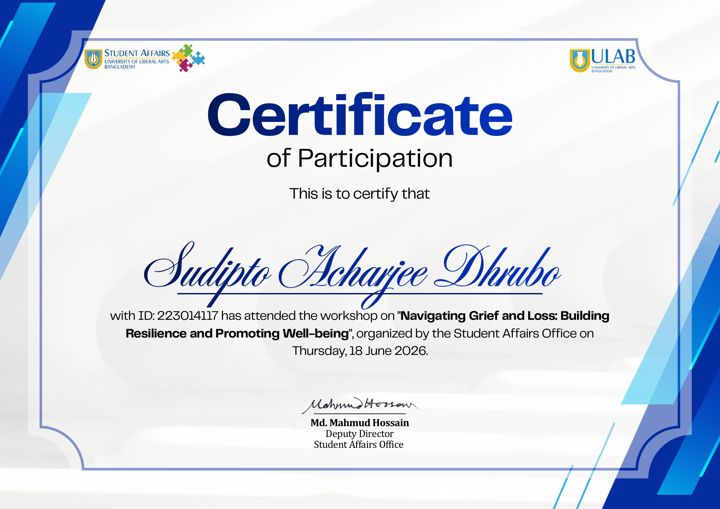 STUDENT AFFAIRS
UNIVERSITY OF LIBERAL ARTS
BANGLADESH
ULAB
UNIVERSITY OF LIBERAL ARTS
BANGLADESH
Certificate
of Participation
This is to certify that
Sudipto Acharjee Dhrubo
with ID: 223014117 has attended the workshop on "Navigating Grief and Loss: Building
Resilience and Promoting Well-being", organized by the Student Affairs Office on
Thursday, 18 June 2026.
Mahmud Hossain
Md. Mahmud Hossain
Deputy Director
Student Affairs Office